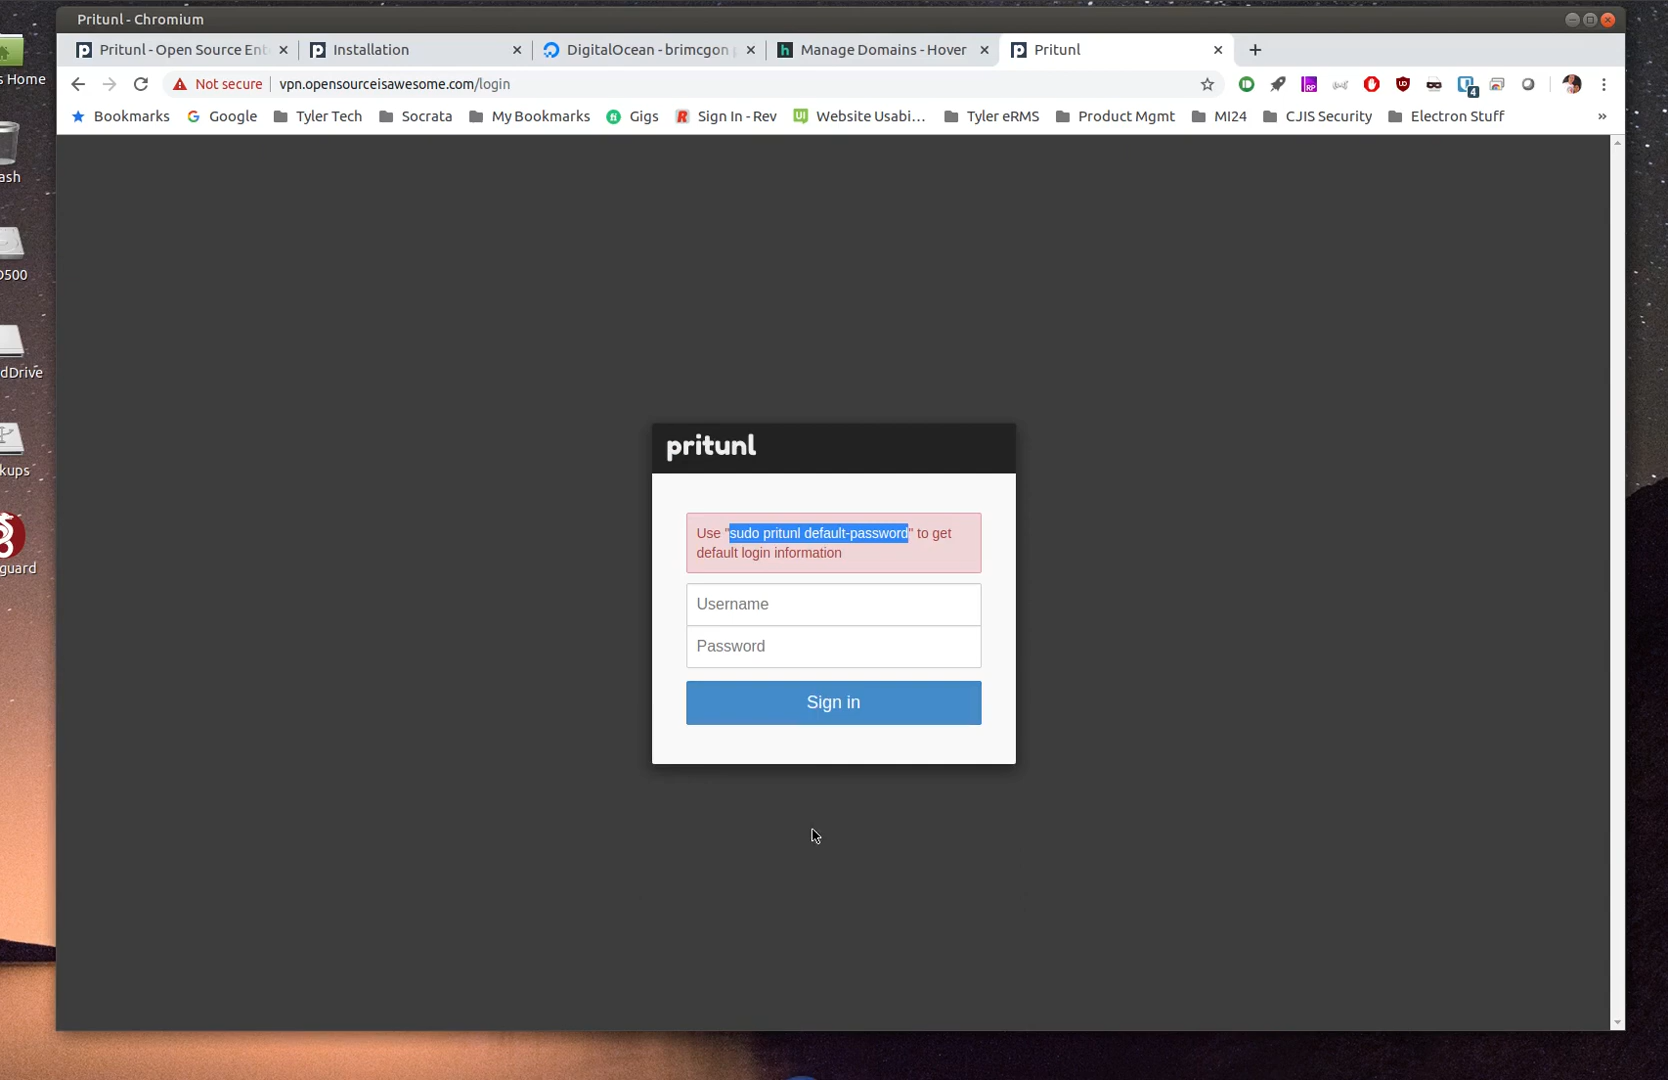 Pritunl - Chromium
Pritunl - Open Source Ent
Installation
DigitalOcean - brimcgon
Manage Domains - Hover
Pritunl
Not secure
vpn.opensourceisawesome.com/login
4
Bookmarks
Google
Tyler Tech
Socrata
My Bookmarks
Gigs
Sign In - Rev
Website Usabi...
Tyler eRMS
Product Mgmt
MI24
CJIS Security
Electron Stuff
»
s Home
ash
0500
dDrive
kups
guard
pritunl
Use "sudo pritunl default-password" to get
default login information
Username
Password
Sign in